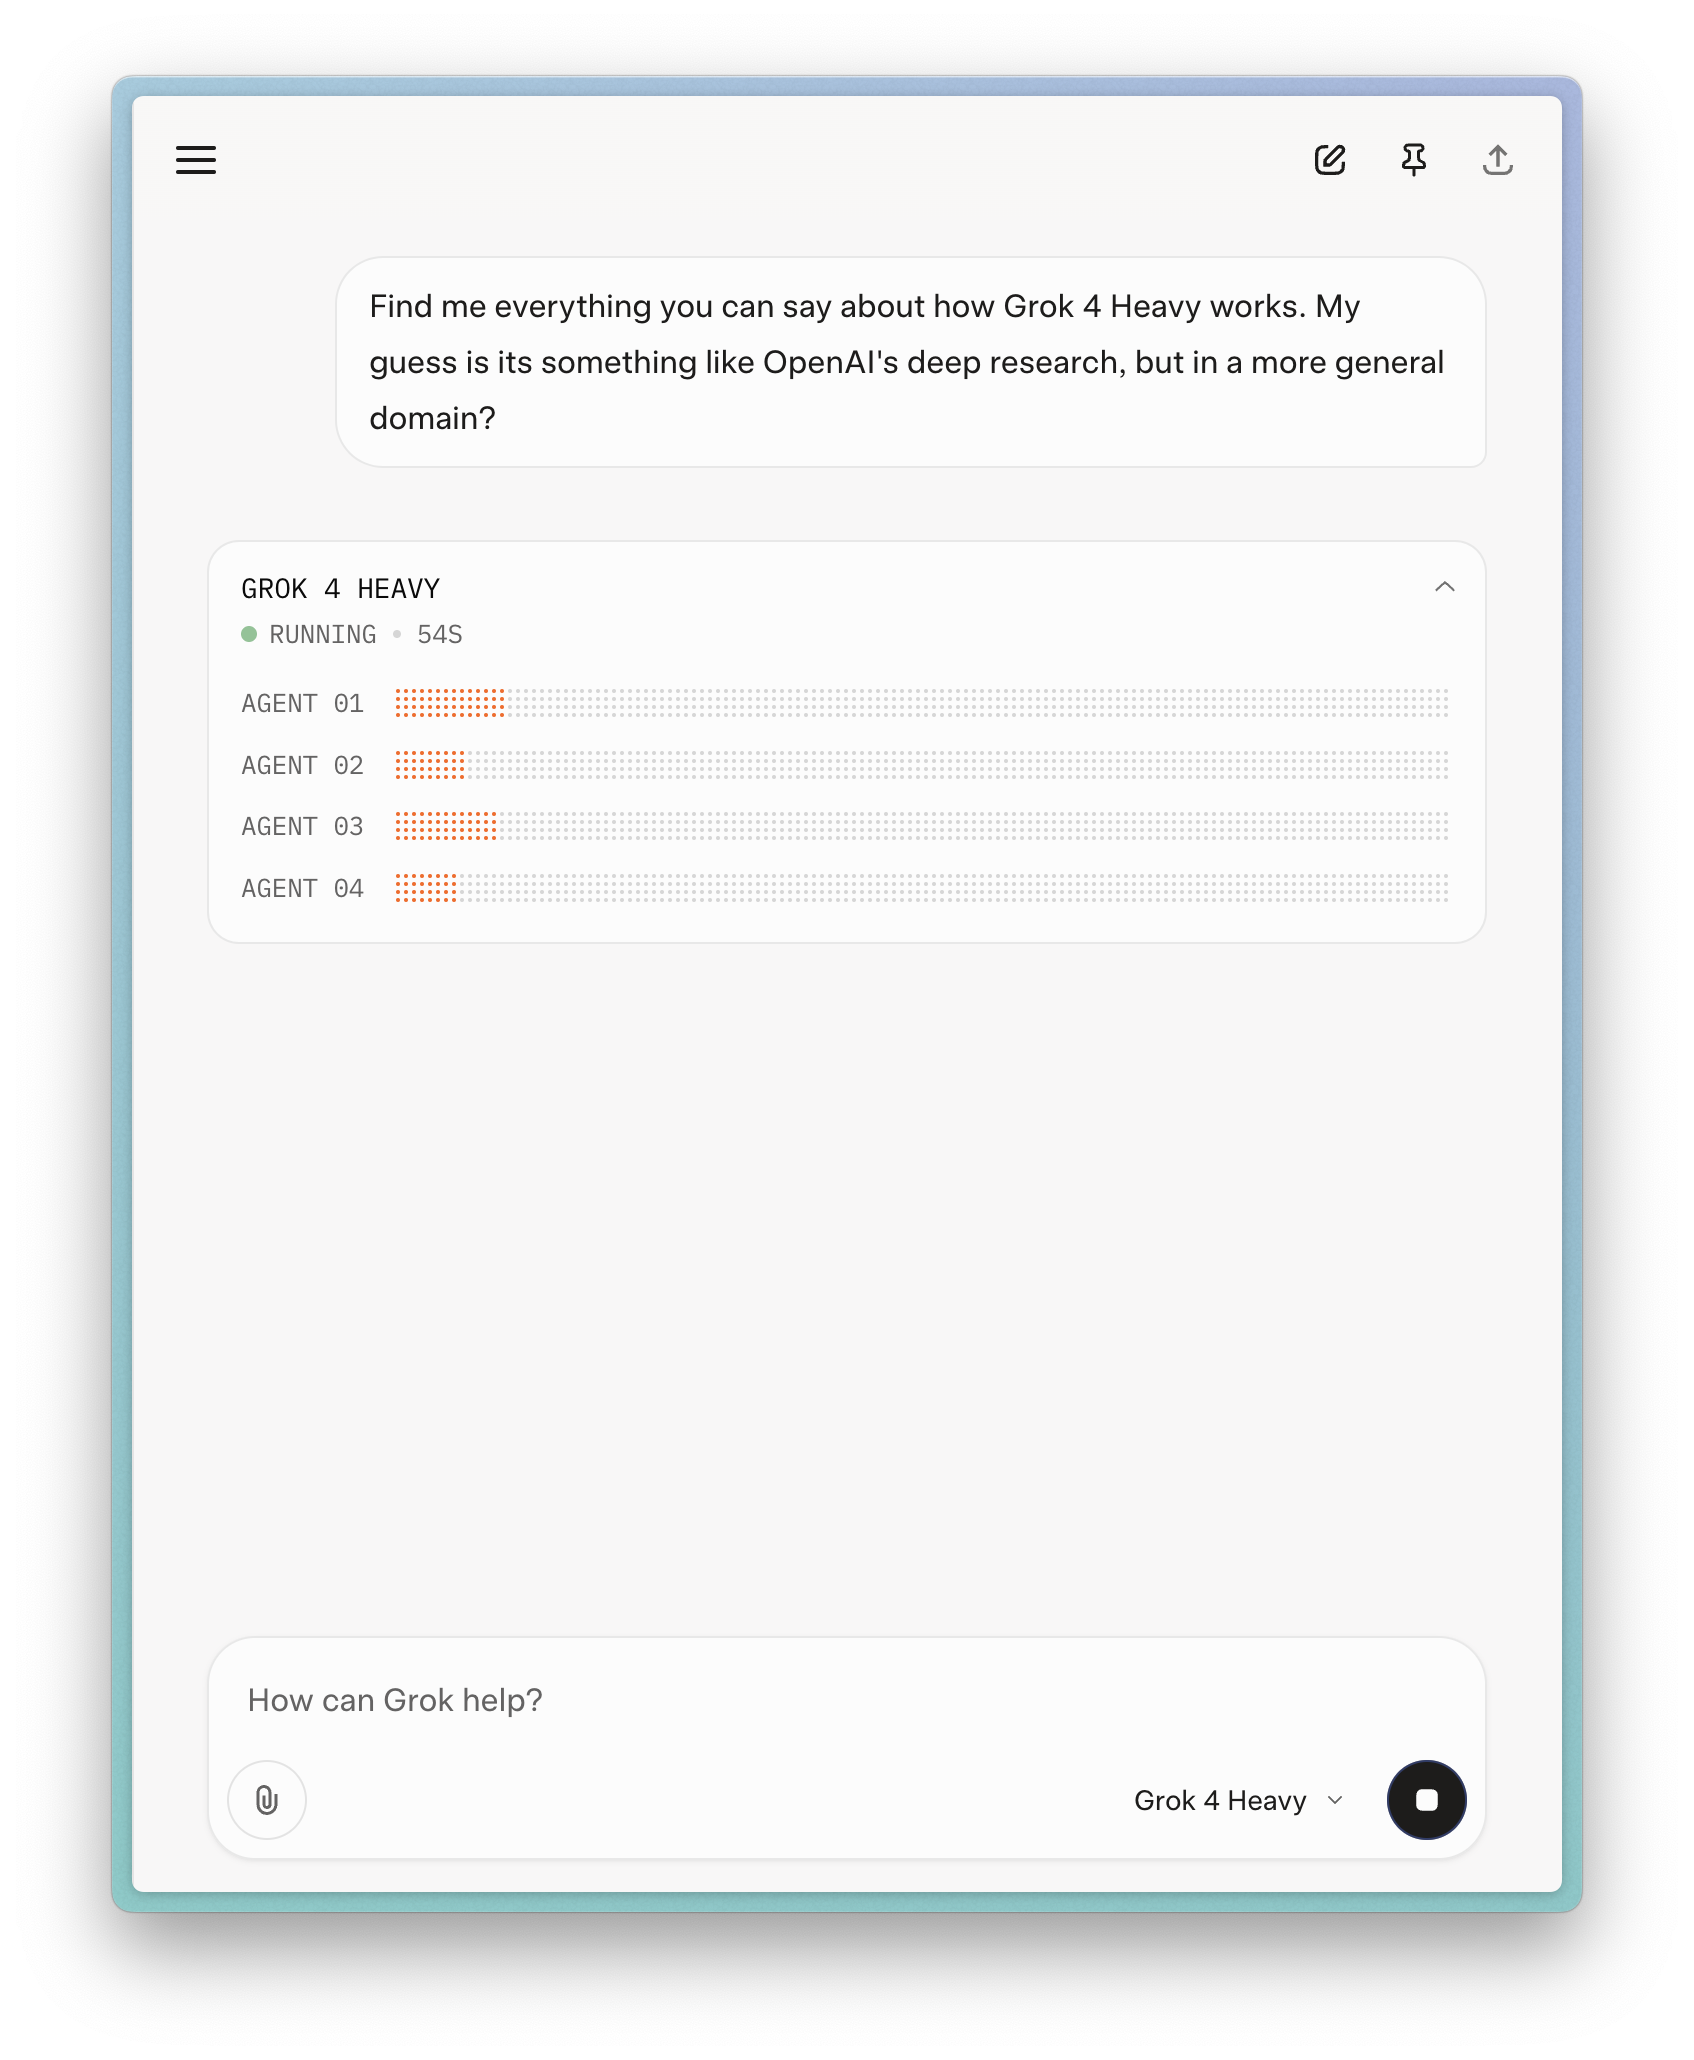 Find me everything you can say about how Grok 4 Heavy works. My
guess is its something like OpenAI's deep research, but in a more general
domain?
GROK 4 HEAVY
RUNNING • 54S
AGENT 01
AGENT 02
AGENT 03
AGENT 04
How can Grok help?
Grok 4 Heavy